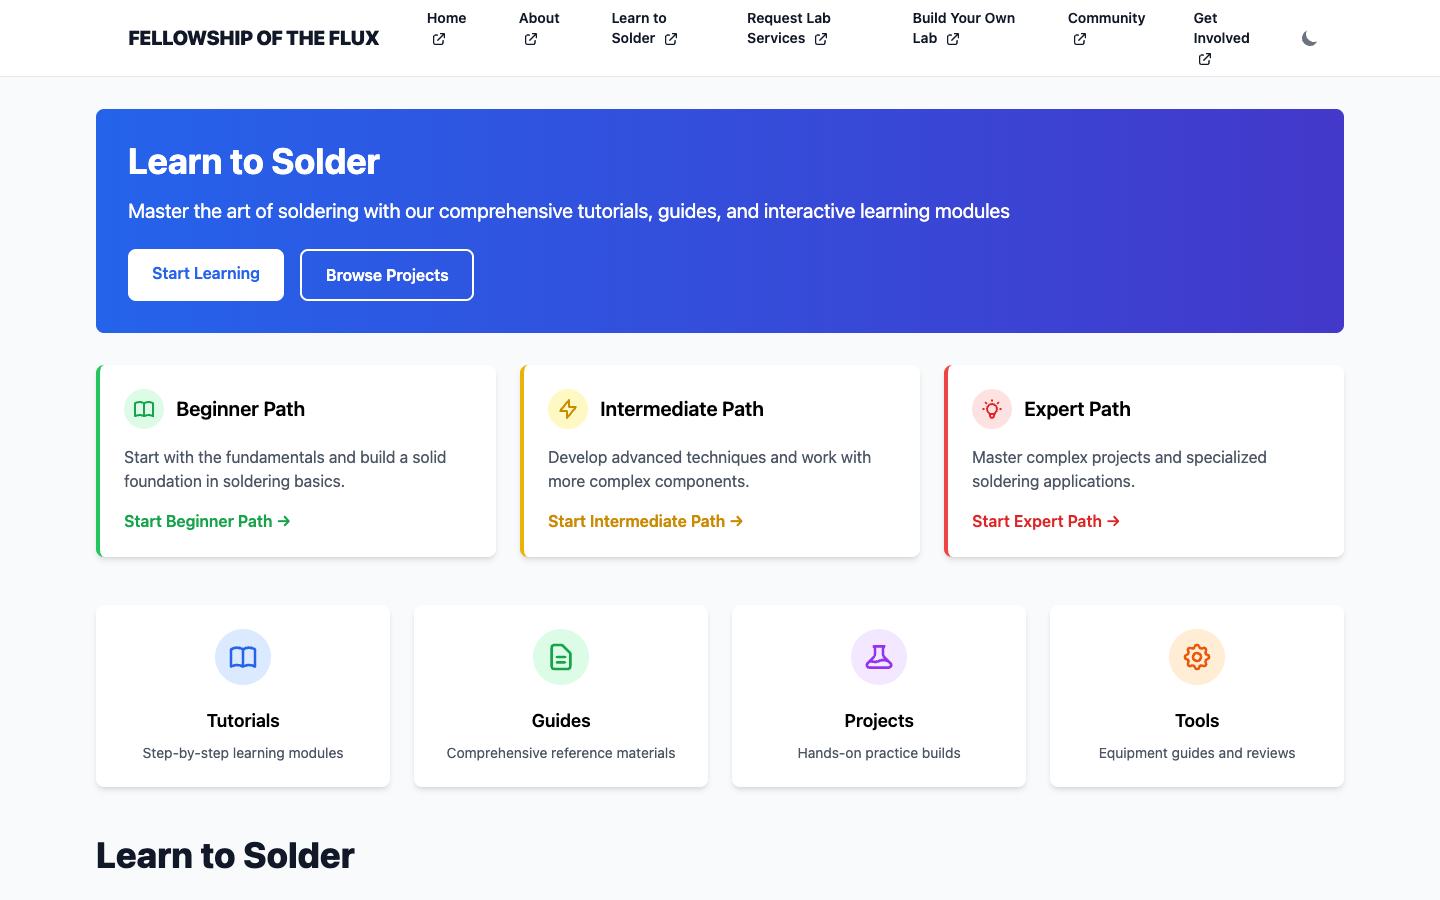 FELLOWSHIP OF THE FLUX
Home
About
Learn to
Solder
Request Lab
Services
Build Your Own
Lab
Community
Get
Involved
Learn to Solder
Master the art of soldering with our comprehensive tutorials, guides, and interactive learning modules
Start Learning
Browse Projects
Beginner Path
Start with the fundamentals and build a solid
foundation in soldering basics.
Start Beginner Path →
Intermediate Path
Develop advanced techniques and work with
more complex components.
Start Intermediate Path →
Expert Path
Master complex projects and specialized
soldering applications.
Start Expert Path →
Tutorials
Step-by-step learning modules
Guides
Comprehensive reference materials
Projects
Hands-on practice builds
Tools
Equipment guides and reviews
Learn to Solder